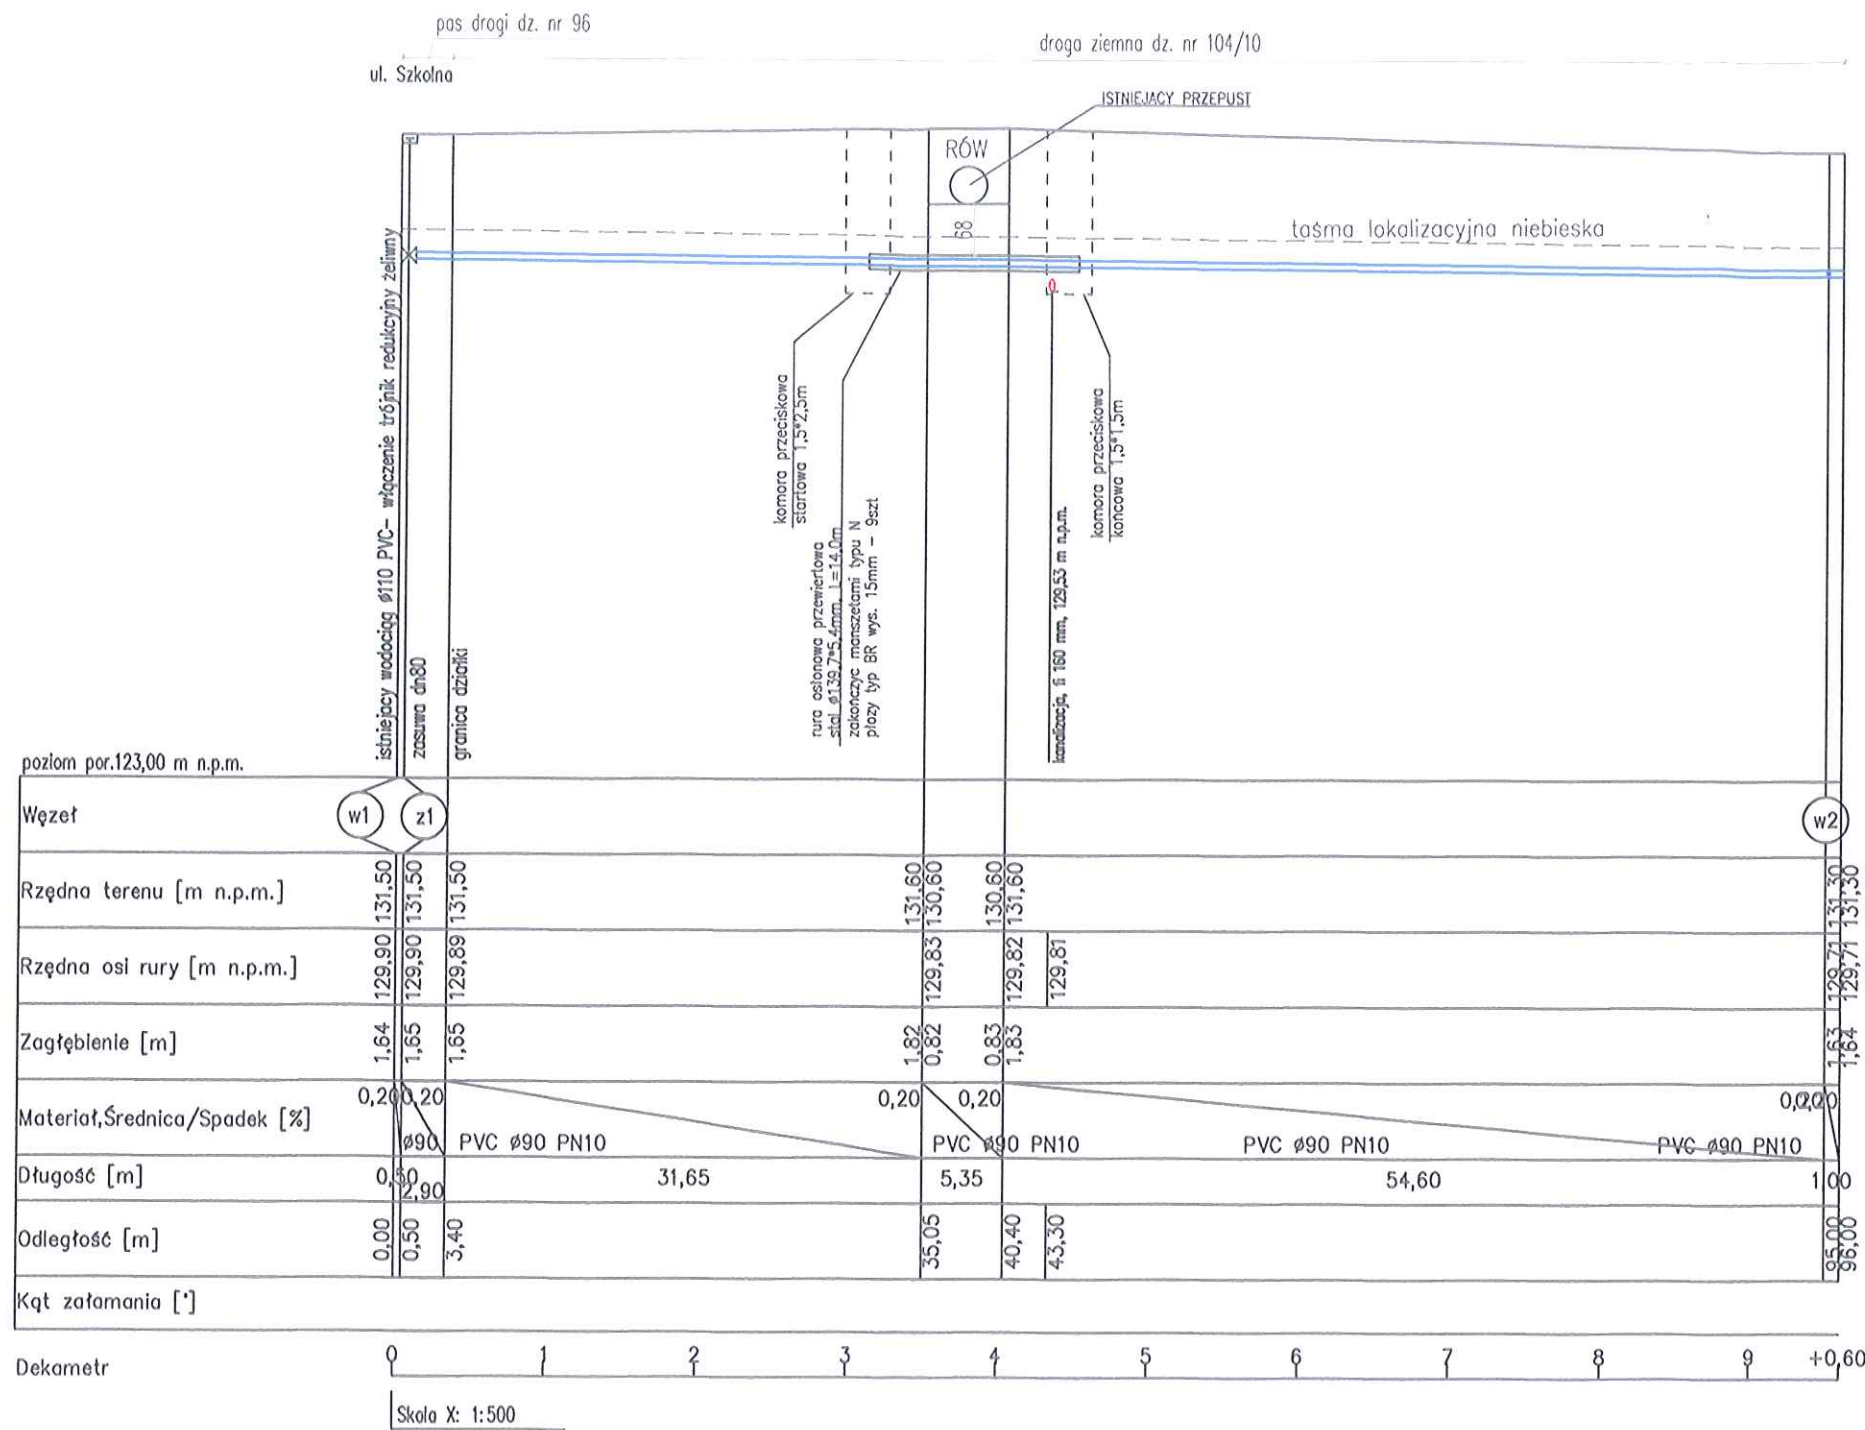 pas drogi dz. nr 96
droga ziemna dz. nr 104/10
ul. Szkolna
ISTNIEJACY PRZEPUST
RÓW
68
taśma lokalizacyjna niebieska
istniejacy wodociąg ø110 PVC- włączenie trójnik redukcyjny żeliwny
zasuwa dn80
granica działki
komora przeciskowa
startowa 1,5*2,5m
rura osłonowa przewiertowa
stal ø139,7*5,4mm, l=14,0m
zakończyc manszetami typu N
płozy typ BR wys. 15mm - 9szt
kanalizacja, fi 160 mm, 129,53 m n.p.m.
komora przeciskowa
końcowa 1,5*1,5m
poziom por.123,00 m n.p.m.
Węzeł w1 z1 w2
Rzędna terenu [m n.p.m.] 131,50 131,50 131,50 131,60 130,60 130,60 131,60 131,30 131,30
Rzędna osi rury [m n.p.m.] 129,90 129,90 129,89 129,83 129,82 129,81 129,71 129,71
Zagłębienie [m] 1,64 1,65 1,65 1,82 0,82 0,83 1,83 1,63 1,64
0,20 0,20 0,20 0,20 0,20 0,20
Materiał,Średnica/Spadek [%]
ø90 PVC ø90 PN10 PVC ø90 PN10 PVC ø90 PN10 PVC ø90 PN10
Długość [m] 0,50 2,90 31,65 5,35 54,60 1,00
Odległość [m] 0,00 0,50 3,40 35,05 40,40 43,30 95,00 96,00
Kąt załamania [°]
Dekametr 0 1 2 3 4 5 6 7 8 9 +0,60
Skala X: 1:500